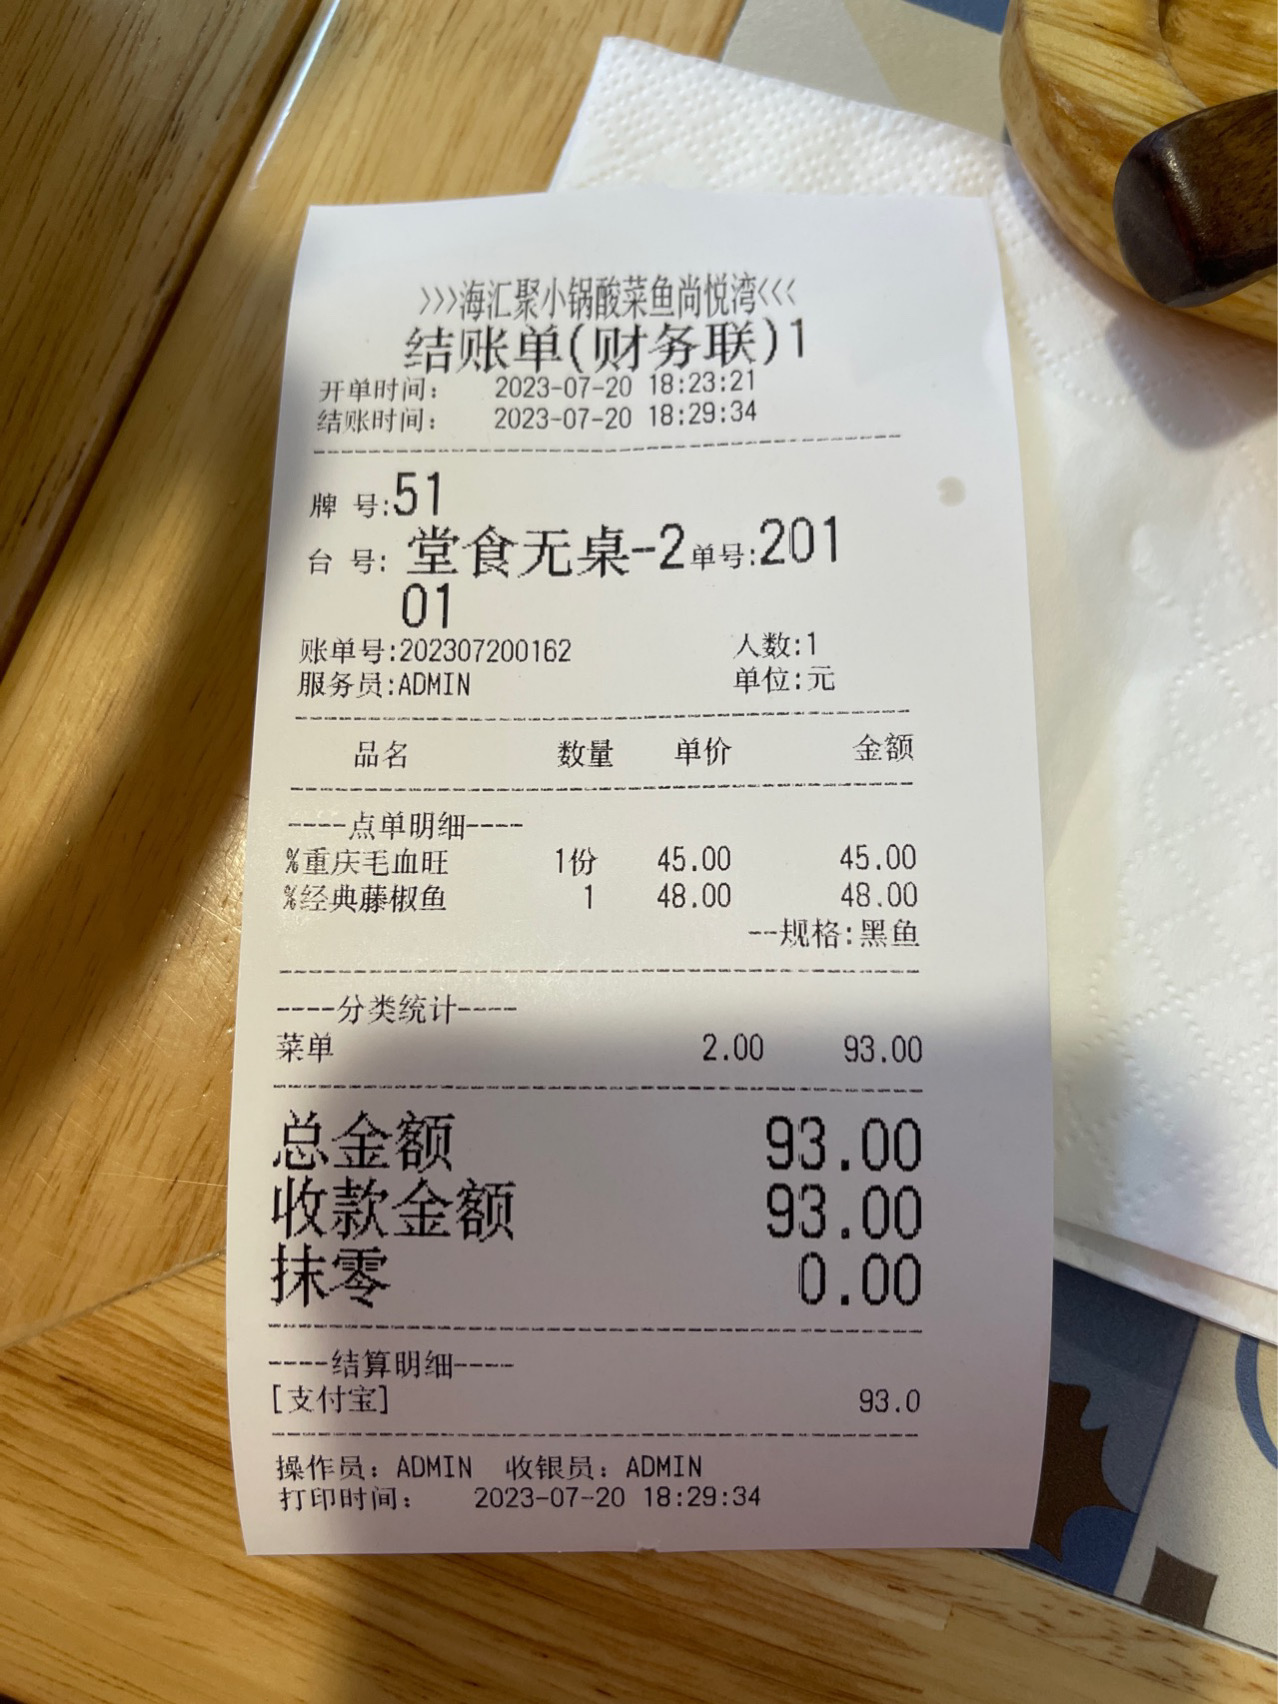 >>>海汇聚小锅酸菜鱼尚悦湾<<<
结账单(财务联)1
开单时间: 2023-07-20 18:23:21
结账时间: 2023-07-20 18:29:34
牌 号:51
台 号: 堂食无桌-2单号:201
01
账单号:202307200162 人数:1
服务员:ADMIN 单位:元
品名 数量 单价 金额
----点单明细----
%重庆毛血旺 1份 45.00 45.00
%经典藤椒鱼 1 48.00 48.00
--规格:黑鱼
----分类统计----
菜单 2.00 93.00
总金额 93.00
收款金额 93.00
抹零 0.00
----结算明细----
[支付宝] 93.0
操作员: ADMIN 收银员: ADMIN
打印时间: 2023-07-20 18:29:34